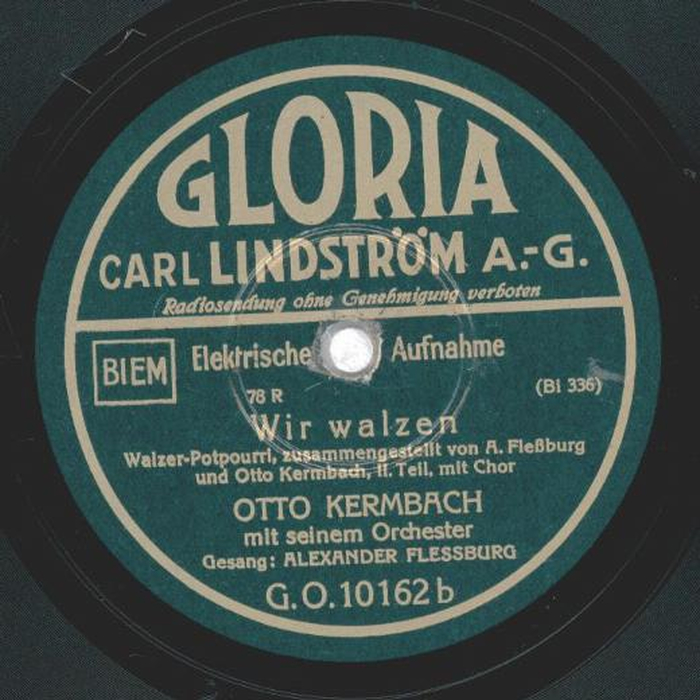 GLORIA
CARL LINDSTRÖM A.-G.
Radiosendung ohne Genehmigung verboten
BIEM Elektrische Aufnahme
78 R (Bi 336)
Wir walzen
Walzer-Potpourri, zusammengestellt von A. Fleßburg
und Otto Kermbach, II. Teil, mit Chor
OTTO KERMBACH
mit seinem Orchester
Gesang: ALEXANDER FLESSBURG
G.O. 10162 b